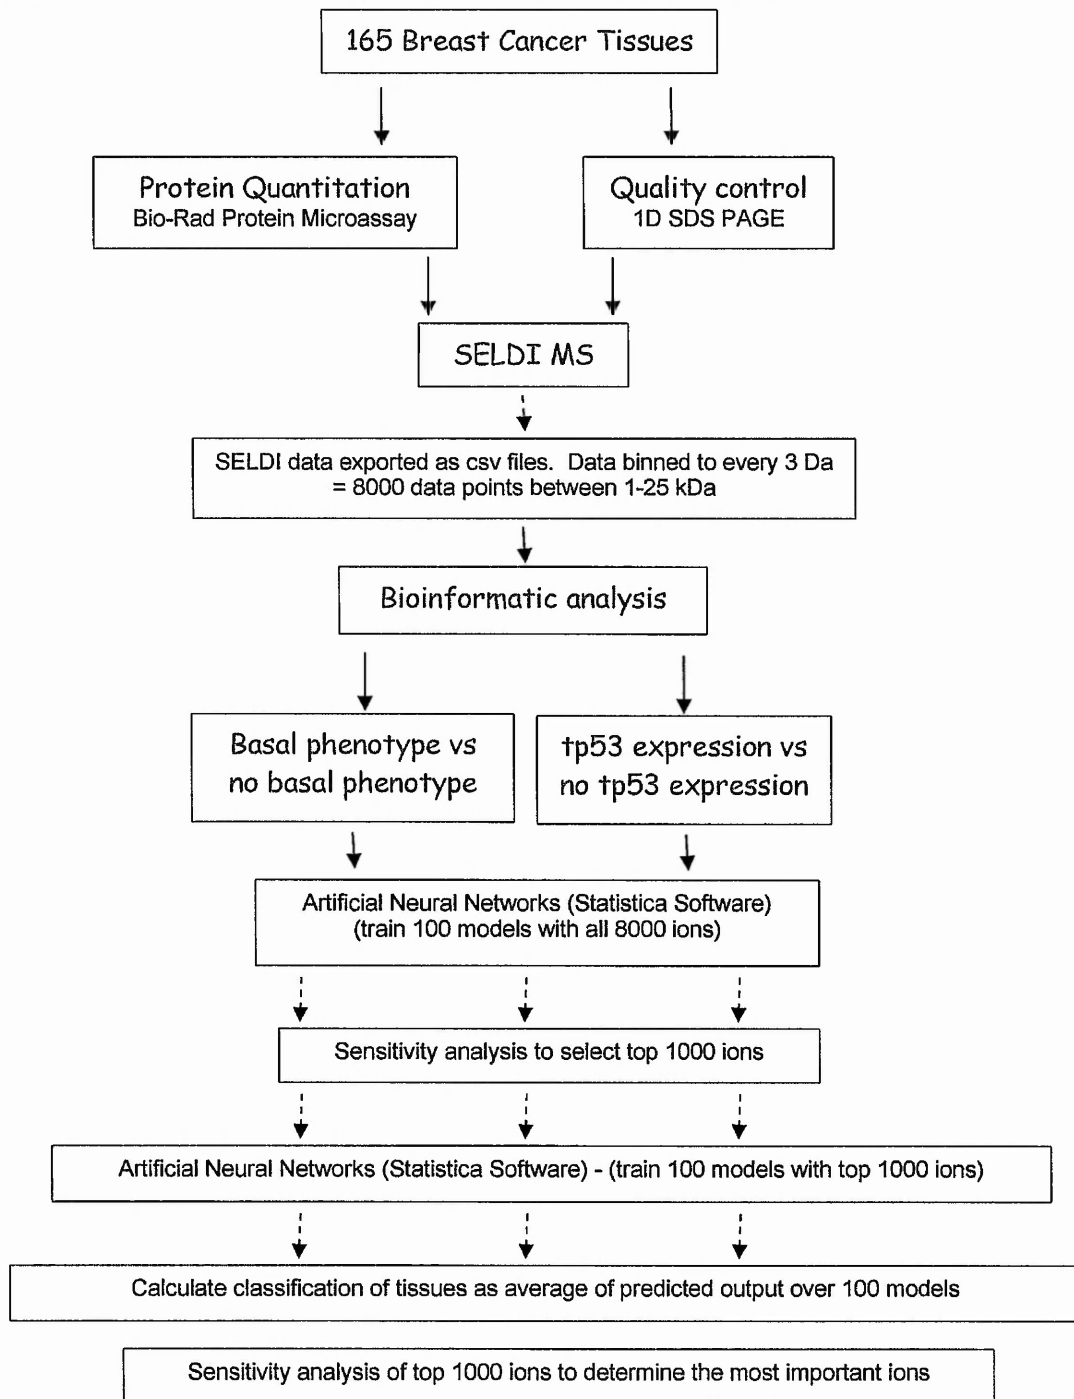 165 Breast Cancer Tissues
Protein Quantitation
Bio-Rad Protein Microassay
Quality control
1D SDS PAGE
SELDI MS
SELDI data exported as csv files. Data binned to every 3 Da
= 8000 data points between 1-25 kDa
Bioinformatic analysis
Basal phenotype vs
no basal phenotype
tp53 expression vs
no tp53 expression
Artificial Neural Networks (Statistica Software)
(train 100 models with all 8000 ions)
Sensitivity analysis to select top 1000 ions
Artificial Neural Networks (Statistica Software) - (train 100 models with top 1000 ions)
Calculate classification of tissues as average of predicted output over 100 models
Sensitivity analysis of top 1000 ions to determine the most important ions